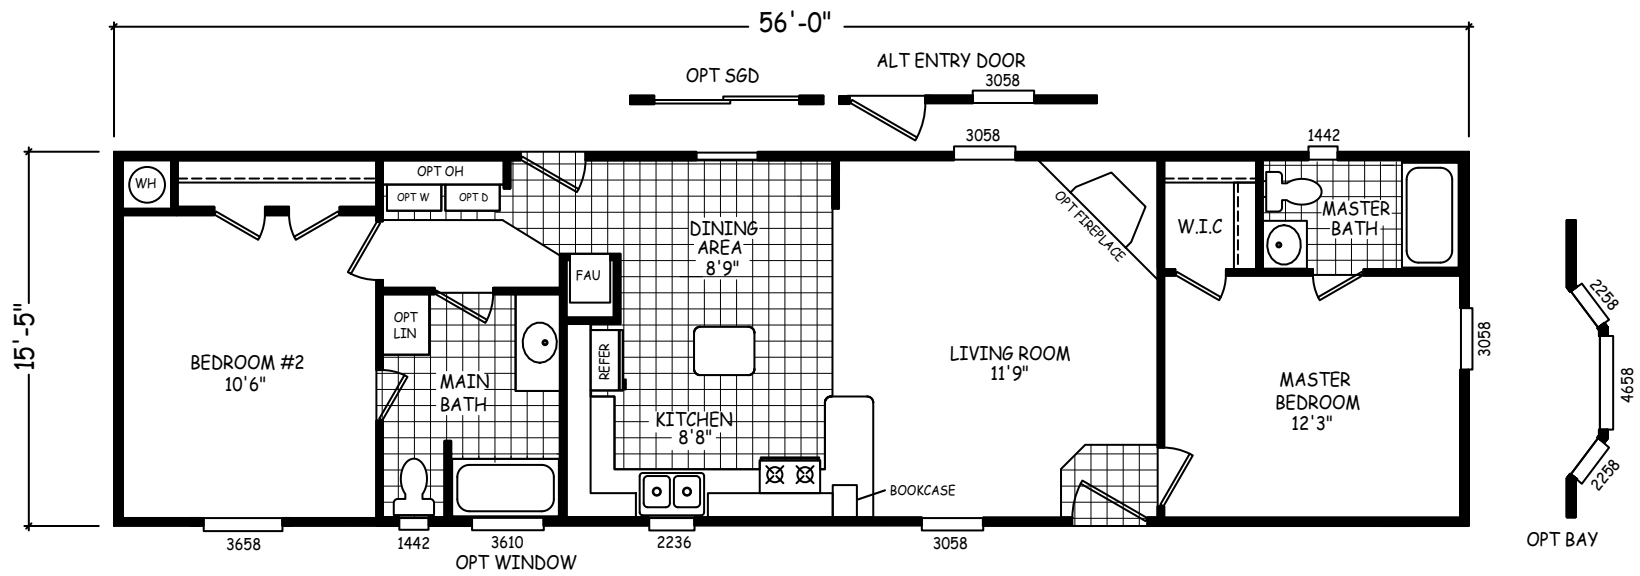 56'-0"
OPT SGD
ALT ENTRY DOOR
3058
3058
1442
15'-5"
WH
OPT OH
OPT W
OPT D
DINING
AREA
8'9"
OPT FIREPLACE
W.I.C
MASTER
BATH
FAU
OPT
LIN
REFER
BEDROOM #2
10'6"
MAIN
BATH
KITCHEN
8'8"
LIVING ROOM
11'9"
MASTER
BEDROOM
12'3"
3058
2258
4658
2258
BOOKCASE
3658
1442
3610
OPT WINDOW
2236
3058
OPT BAY